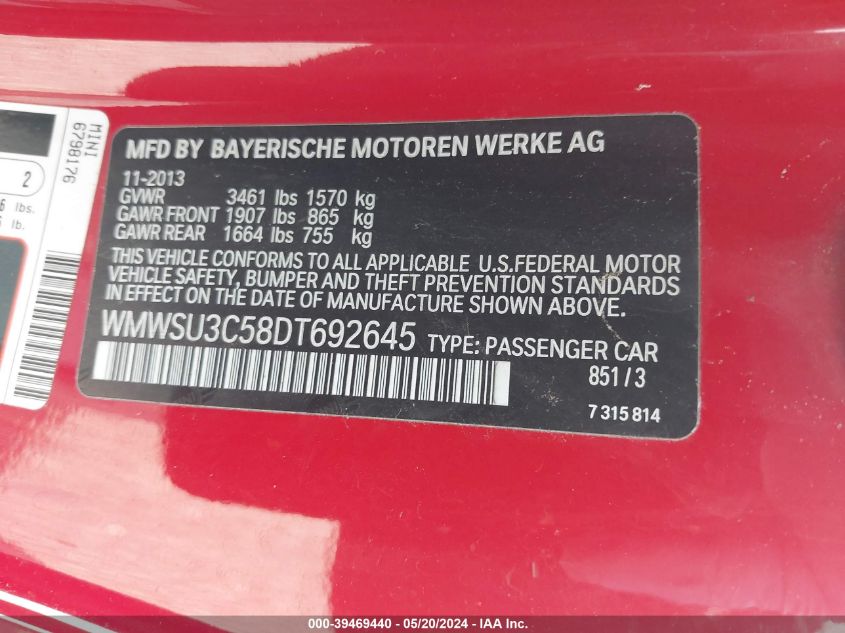 MINI
6798176
2
lbs.
lb.
MFD BY BAYERISCHE MOTOREN WERKE AG
11-2013
GVWR 3461 lbs 1570 kg
GAWR FRONT 1907 lbs 865 kg
GAWR REAR 1664 lbs 755 kg
THIS VEHICLE CONFORMS TO ALL APPLICABLE U.S.FEDERAL MOTOR
VEHICLE SAFETY, BUMPER AND THEFT PREVENTION STANDARDS
IN EFFECT ON THE DATE OF MANUFACTURE SHOWN ABOVE.
WMWSU3C58DT692645 TYPE: PASSENGER CAR
851/3
7 315 814
000-39469440 - 05/20/2024 - IAA Inc.